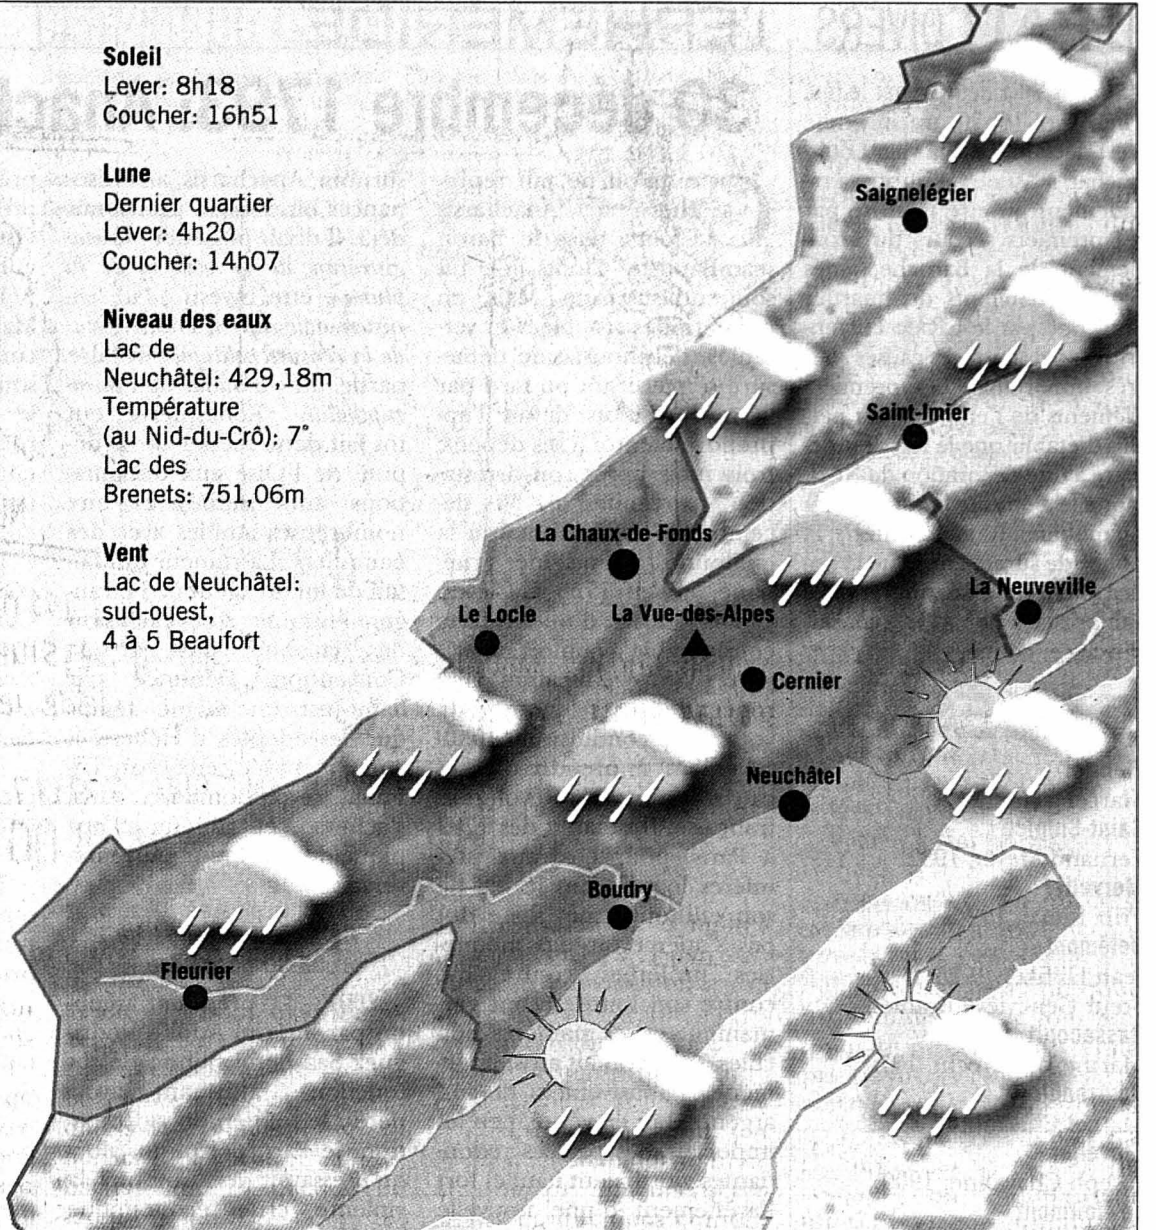 Soleil
Lever: 8h18
Coucher: 16h51
Lune
Dernier quartier
Lever: 4h20
Coucher: 14h07
Niveau des eaux
Lac de
Neuchâtel: 429,18m
Température
(au Nid-du-Crô): 7°
Lac des
Brenets: 751,06m
Vent
Lac de Neuchâtel:
sud-ouest,
4 à 5 Beaufort
Saignelégier
Saint-Imier
La Chaux-de-Fonds
La Neuveville
Le Locle
La Vue-des-Alpes
Cernier
Neuchâtel
Boudry
Fleurier